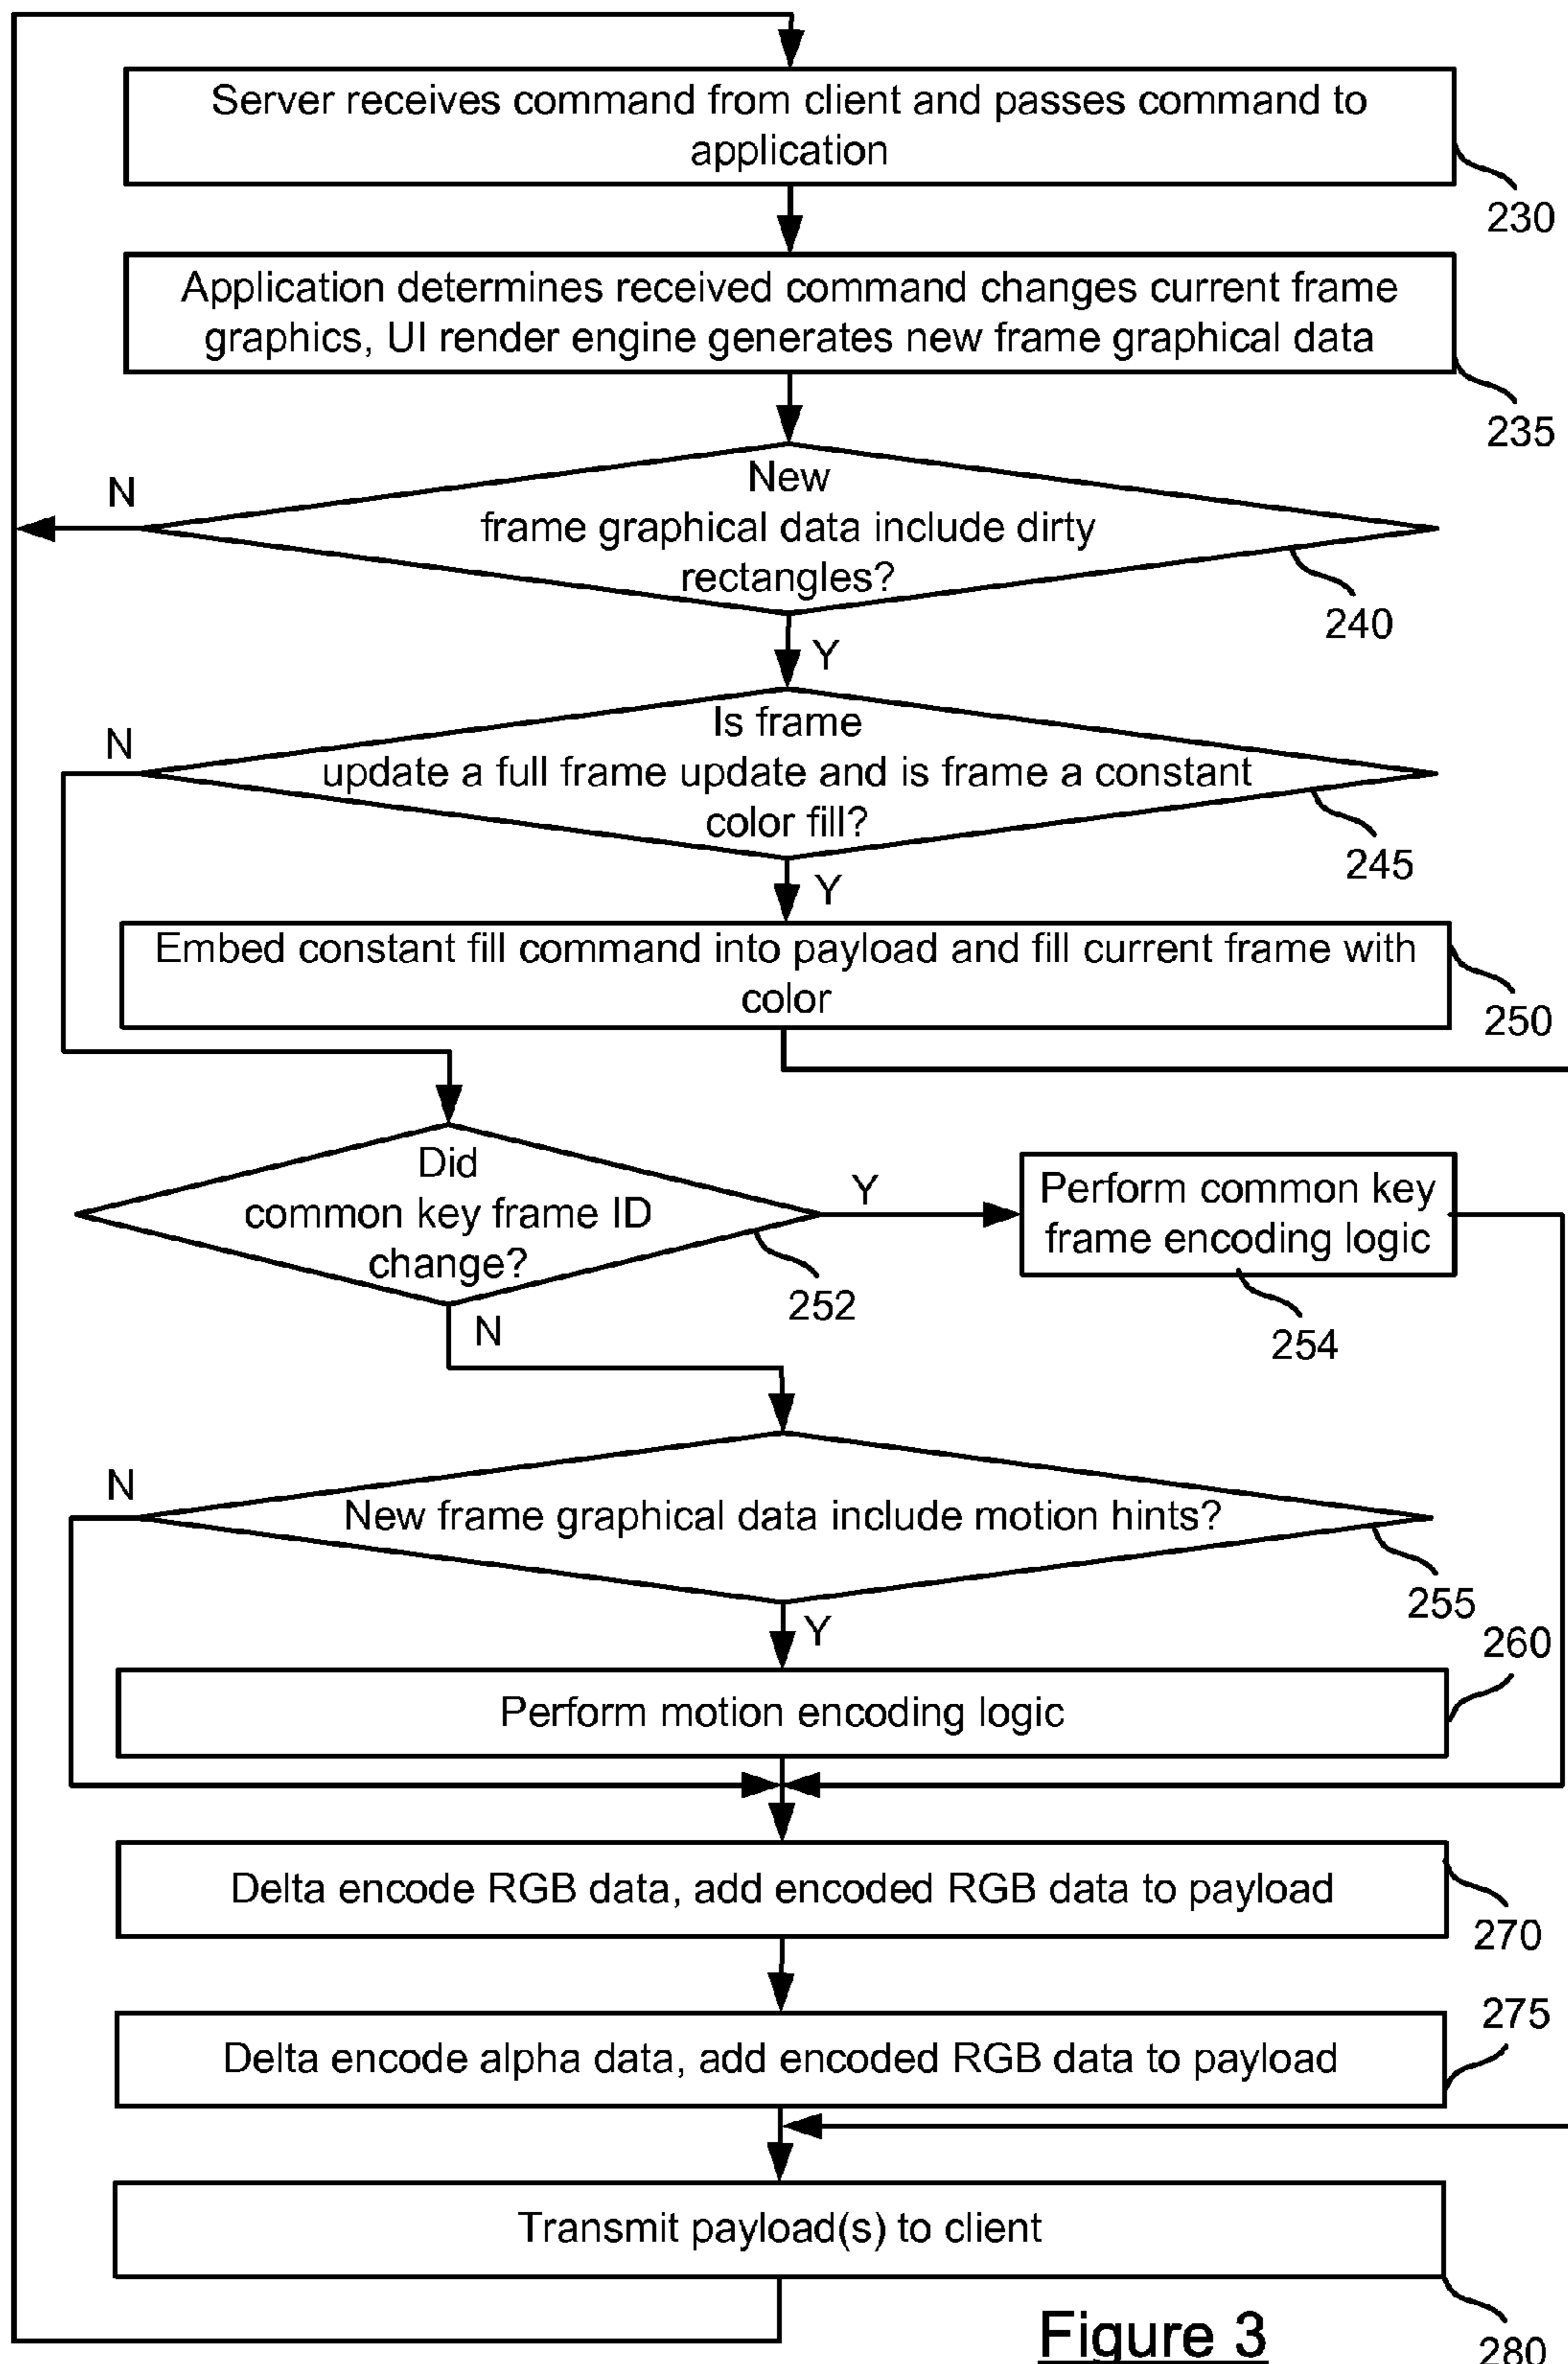 Server receives command from client and passes command to
application
230
Application determines received command changes current frame
graphics, UI render engine generates new frame graphical data
235
N
New
frame graphical data include dirty
rectangles?
240
Y
N
Is frame
update a full frame update and is frame a constant
color fill?
245
Y
Embed constant fill command into payload and fill current frame with
color
250
Did
common key frame ID
change?
252
Y
Perform common key
frame encoding logic
254
N
N
New frame graphical data include motion hints?
255
Y
260
Perform motion encoding logic
Delta encode RGB data, add encoded RGB data to payload
270
275
Delta encode alpha data, add encoded RGB data to payload
Transmit payload(s) to client
Figure 3
280